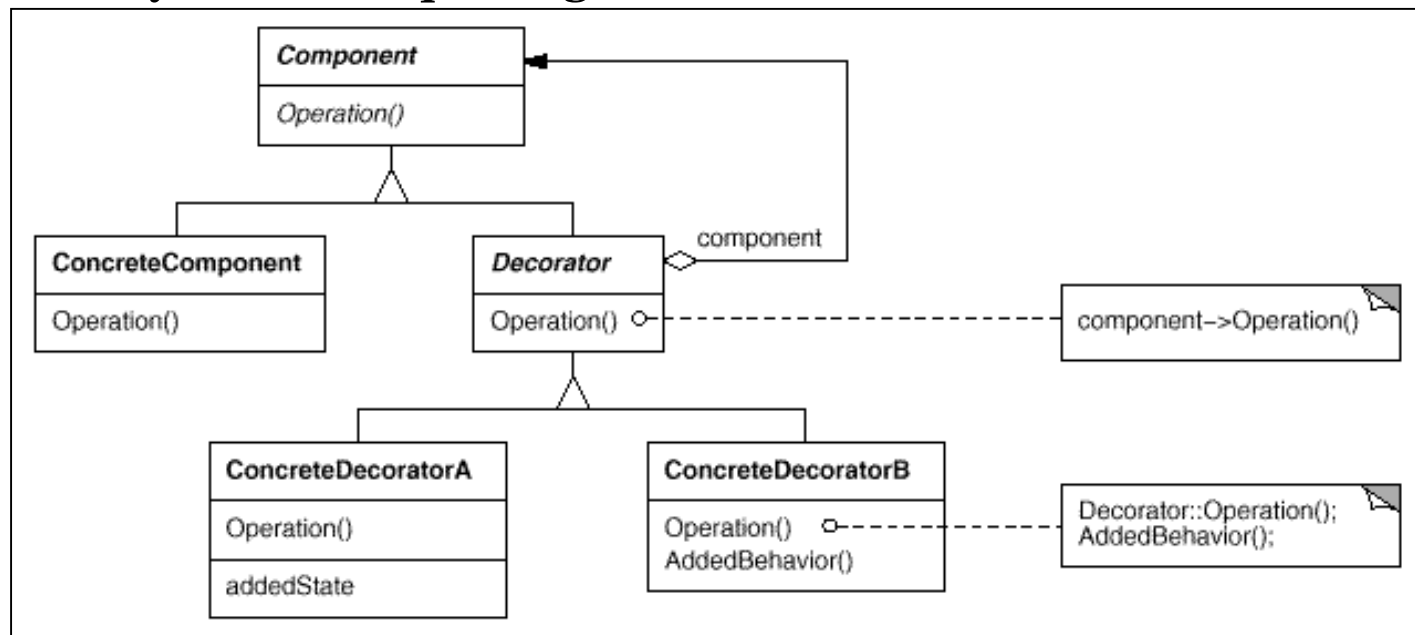 Component
Operation()
component
ConcreteComponent
Operation()
Decorator
Operation()
component->Operation()
ConcreteDecoratorA
Operation()
addedState
ConcreteDecoratorB
Operation()
AddedBehavior()
Decorator::Operation();
AddedBehavior();